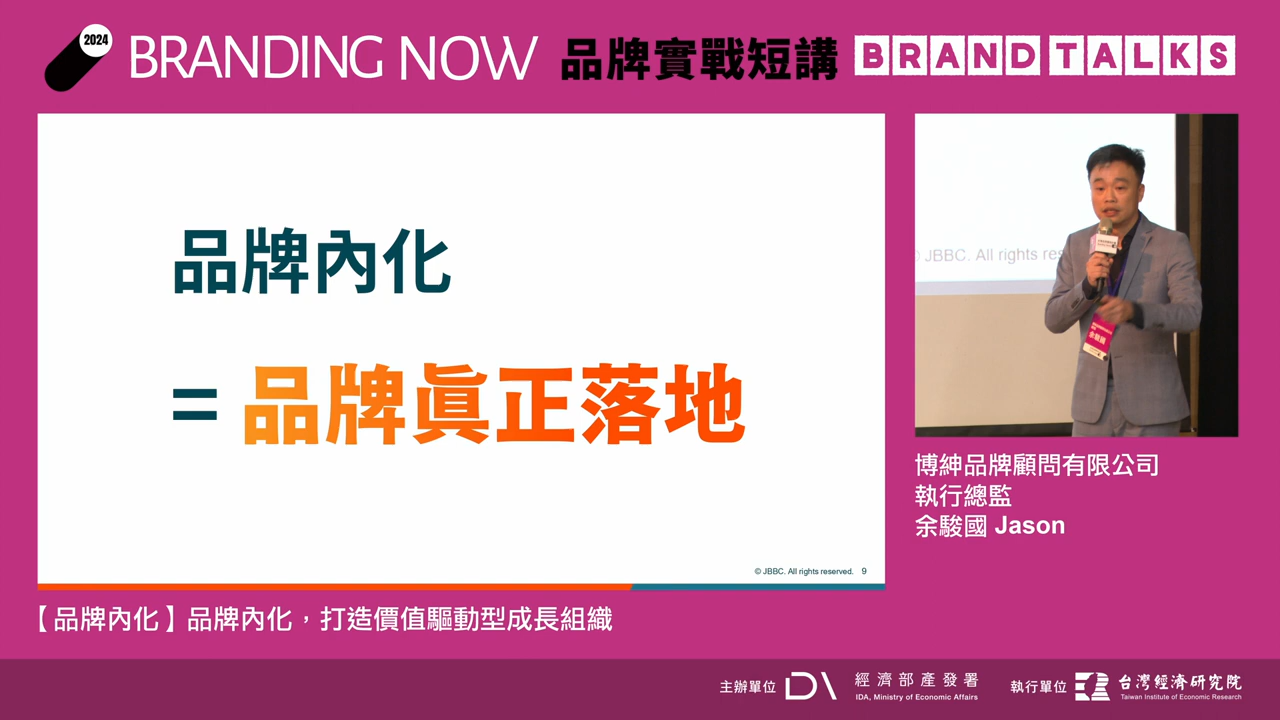 2024
BRANDING NOW 品牌實戰短講 BRAND TALKS
品牌內化
= 品牌真正落地
© JBBC. All rights reserved. 9
JBBC. All rights res
余駿國
博紳品牌顧問有限公司
執行總監
余駿國 Jason
【品牌內化】品牌內化，打造價值驅動型成長組織
主辦單位 經濟部產發署
IDA, Ministry of Economic Affairs
執行單位 台灣經濟研究院
Taiwan Institute of Economic Research